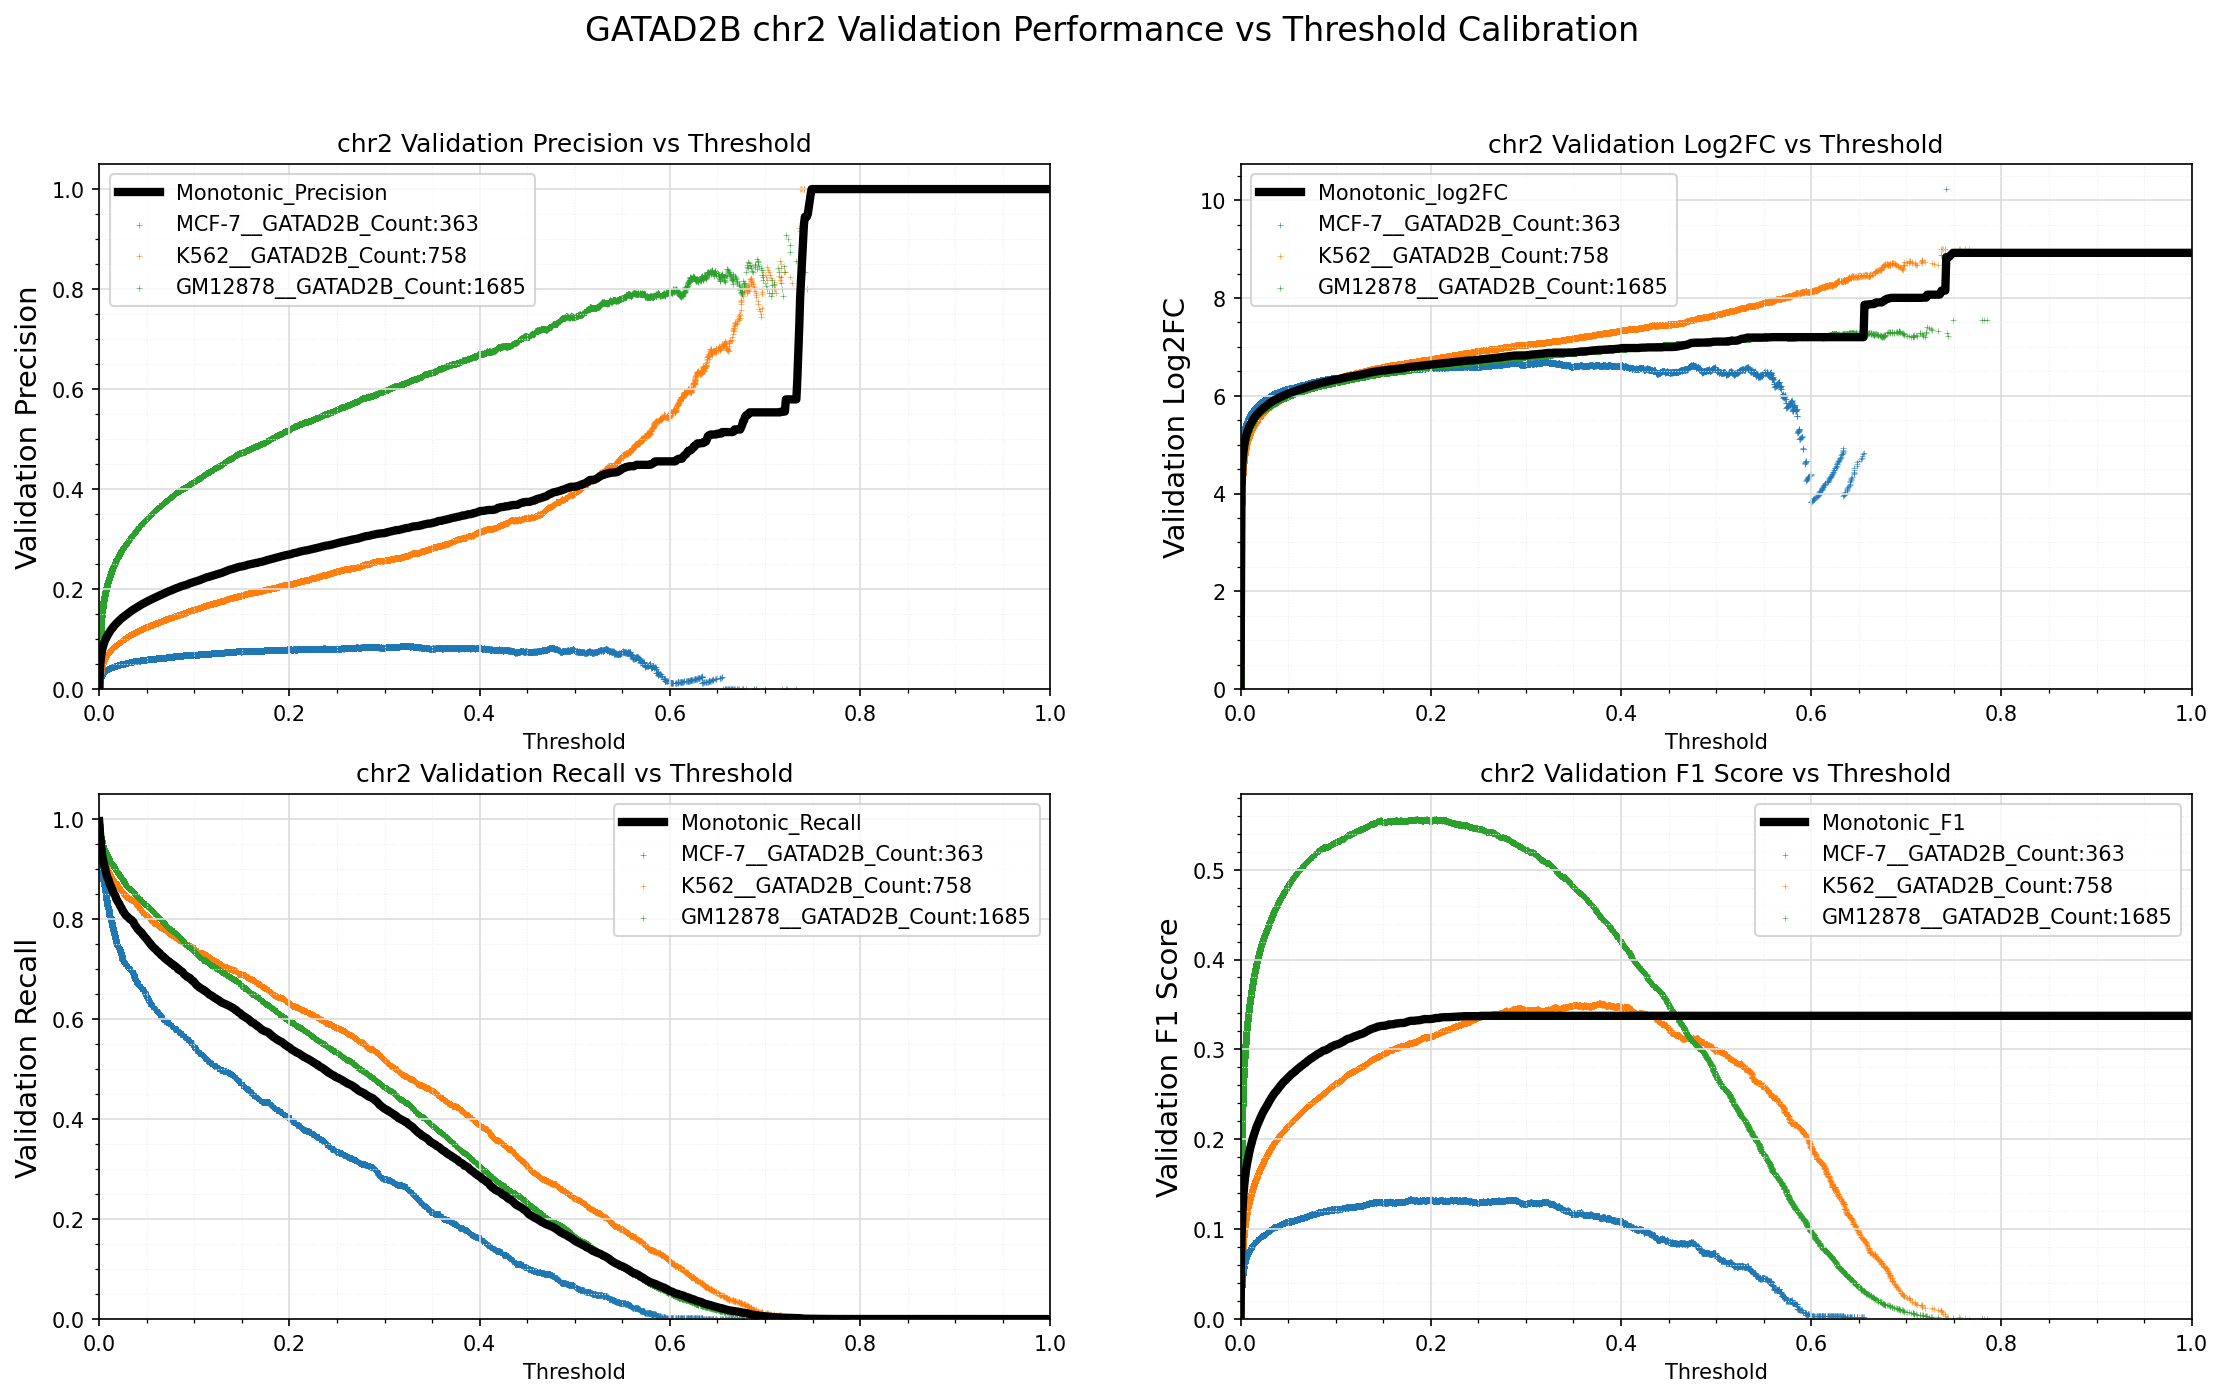 GATAD2B chr2 Validation Performance vs Threshold Calibration
chr2 Validation Precision vs Threshold
Validation Precision
1.0
0.8
0.6
0.4
0.2
0.0
Monotonic_Precision
MCF-7__GATAD2B_Count:363
K562__GATAD2B_Count:758
GM12878__GATAD2B_Count:1685
0.0 0.2 0.4 0.6 0.8 1.0
Threshold
chr2 Validation Log2FC vs Threshold
Validation Log2FC
10
8
6
4
2
0
Monotonic_log2FC
MCF-7__GATAD2B_Count:363
K562__GATAD2B_Count:758
GM12878__GATAD2B_Count:1685
0.0 0.2 0.4 0.6 0.8 1.0
Threshold
chr2 Validation Recall vs Threshold
Validation Recall
1.0
0.8
0.6
0.4
0.2
0.0
Monotonic_Recall
MCF-7__GATAD2B_Count:363
K562__GATAD2B_Count:758
GM12878__GATAD2B_Count:1685
0.0 0.2 0.4 0.6 0.8 1.0
Threshold
chr2 Validation F1 Score vs Threshold
Validation F1 Score
0.5
0.4
0.3
0.2
0.1
0.0
Monotonic_F1
MCF-7__GATAD2B_Count:363
K562__GATAD2B_Count:758
GM12878__GATAD2B_Count:1685
0.0 0.2 0.4 0.6 0.8 1.0
Threshold